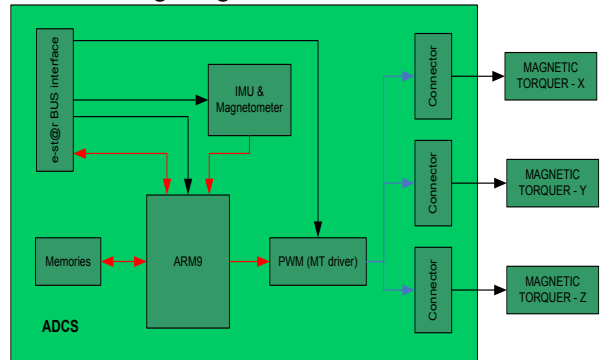 e-st@r BUS interface
IMU &
Magnetometer
Connector
MAGNETIC
TORQUER - X
Connector
MAGNETIC
TORQUER - Y
Memories
ARM9
PWM (MT driver)
Connector
MAGNETIC
TORQUER - Z
ADCS